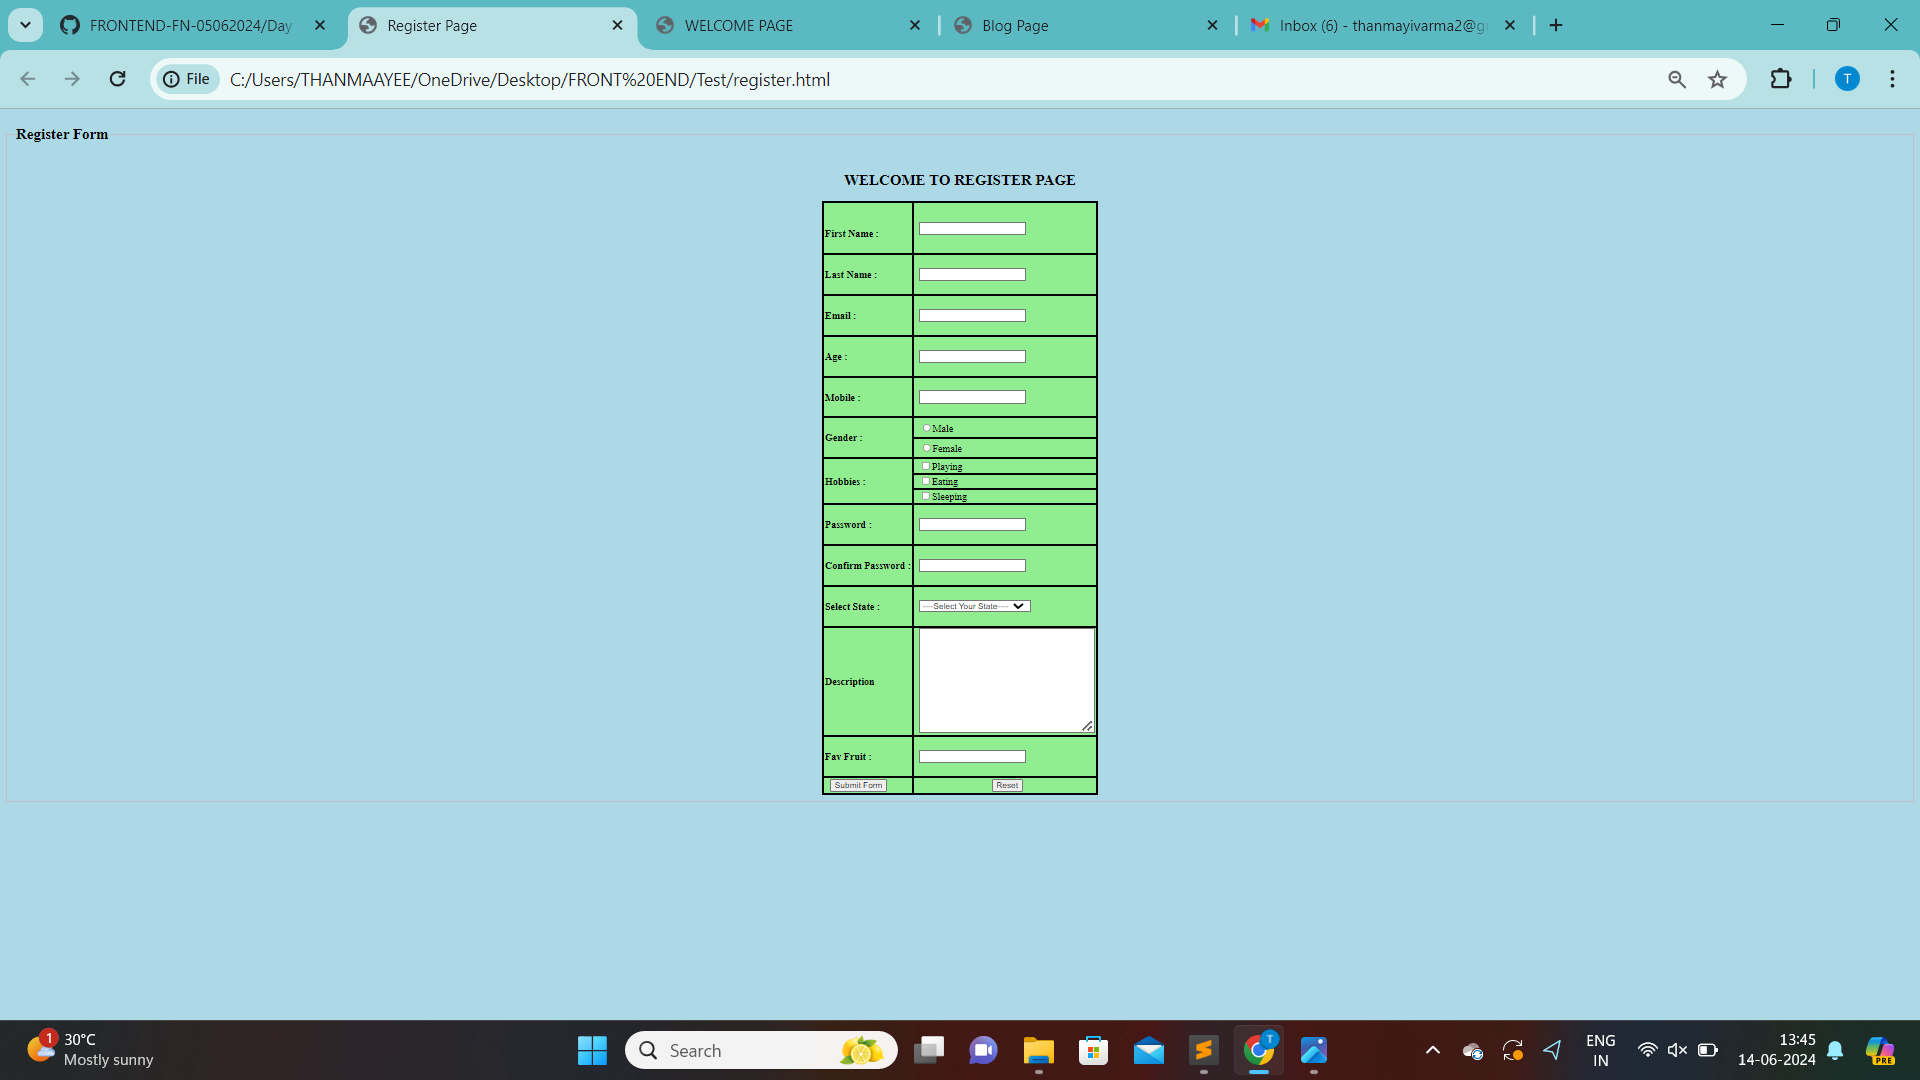 FRONTEND-FN-05062024/Day
Register Page
WELCOME PAGE
Blog Page
Inbox (6) - thanmayivarma2@g
File
C:/Users/THANMAAYEE/OneDrive/Desktop/FRONT%20END/Test/register.html
T
Register Form
WELCOME TO REGISTER PAGE
First Name :
Last Name :
Email :
Age :
Mobile :
Gender :
Male
Female
Hobbies :
Playing
Eating
Sleeping
Password :
Confirm Password :
Select State :
----Select Your State----
Description
Fav Fruit :
Submit Form
Reset
1
30°C
Mostly sunny
Search
T
ENG
IN
13:45
14-06-2024
PRE